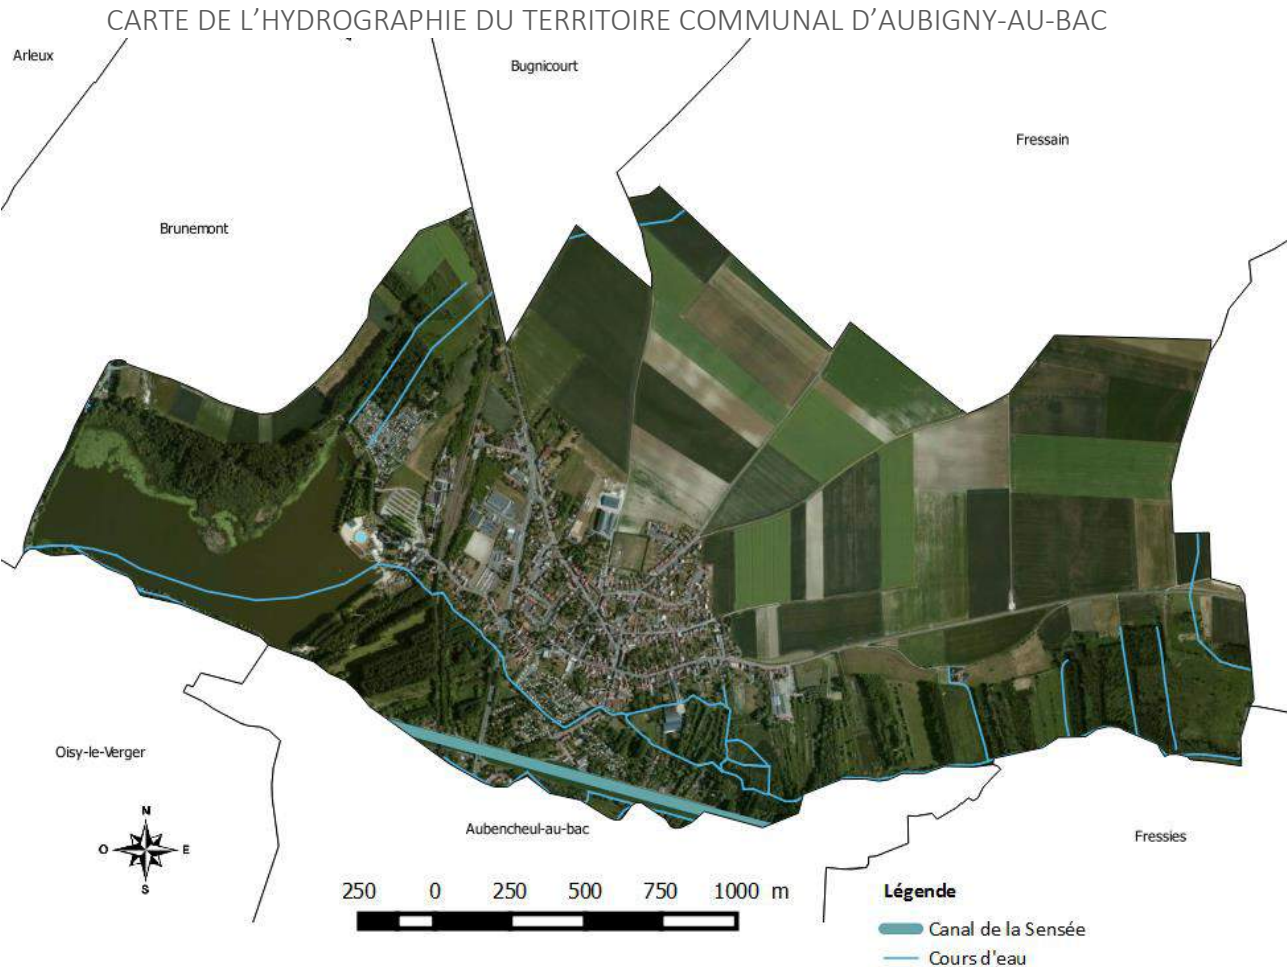 CARTE DE L’HYDROGRAPHIE DU TERRITOIRE COMMUNAL D’AUBIGNY-AU-BAC
Arleux
Bugnicourt
Fressain
Brunemont
Oisy-le-Verger
Aubencheul-au-bac
Fressies
N
O E
S
250 0 250 500 750 1000 m
Légende
Canal de la Sensée
Cours d'eau